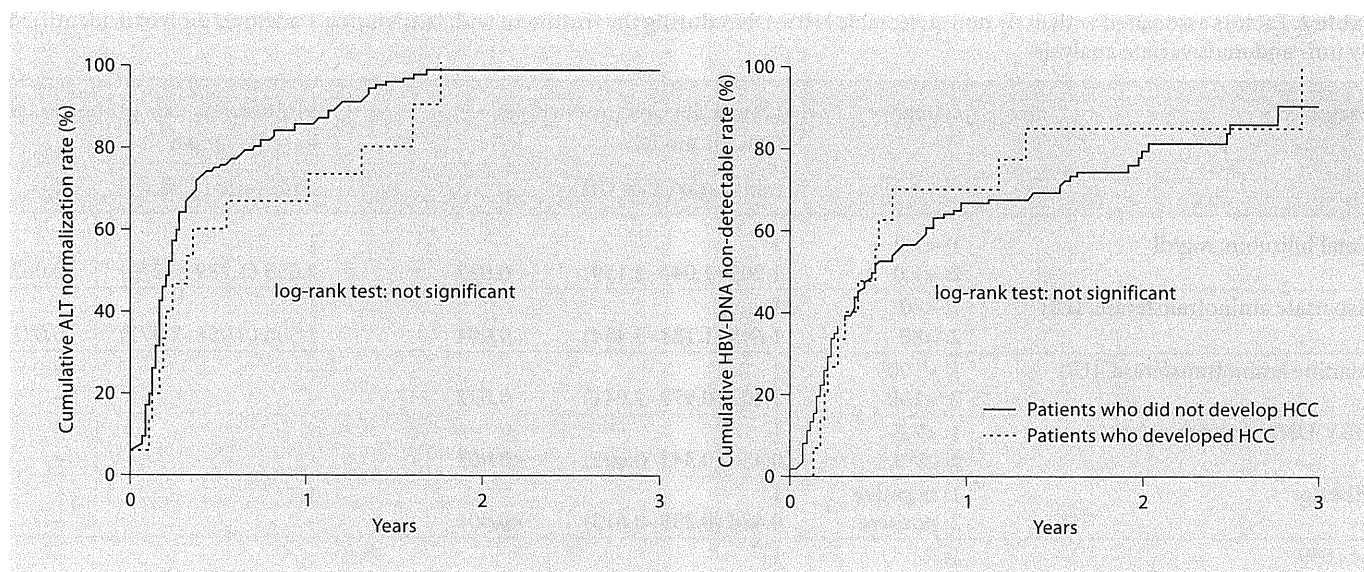 Cumulative ALT normalization rate (%)
100
80
60
40
20
0
log-rank test: not significant
0 1 2 3
Years
Cumulative HBV-DNA non-detectable rate (%)
100
80
60
40
20
0
log-rank test: not significant
Patients who did not develop HCC
Patients who developed HCC
0 1 2 3
Years